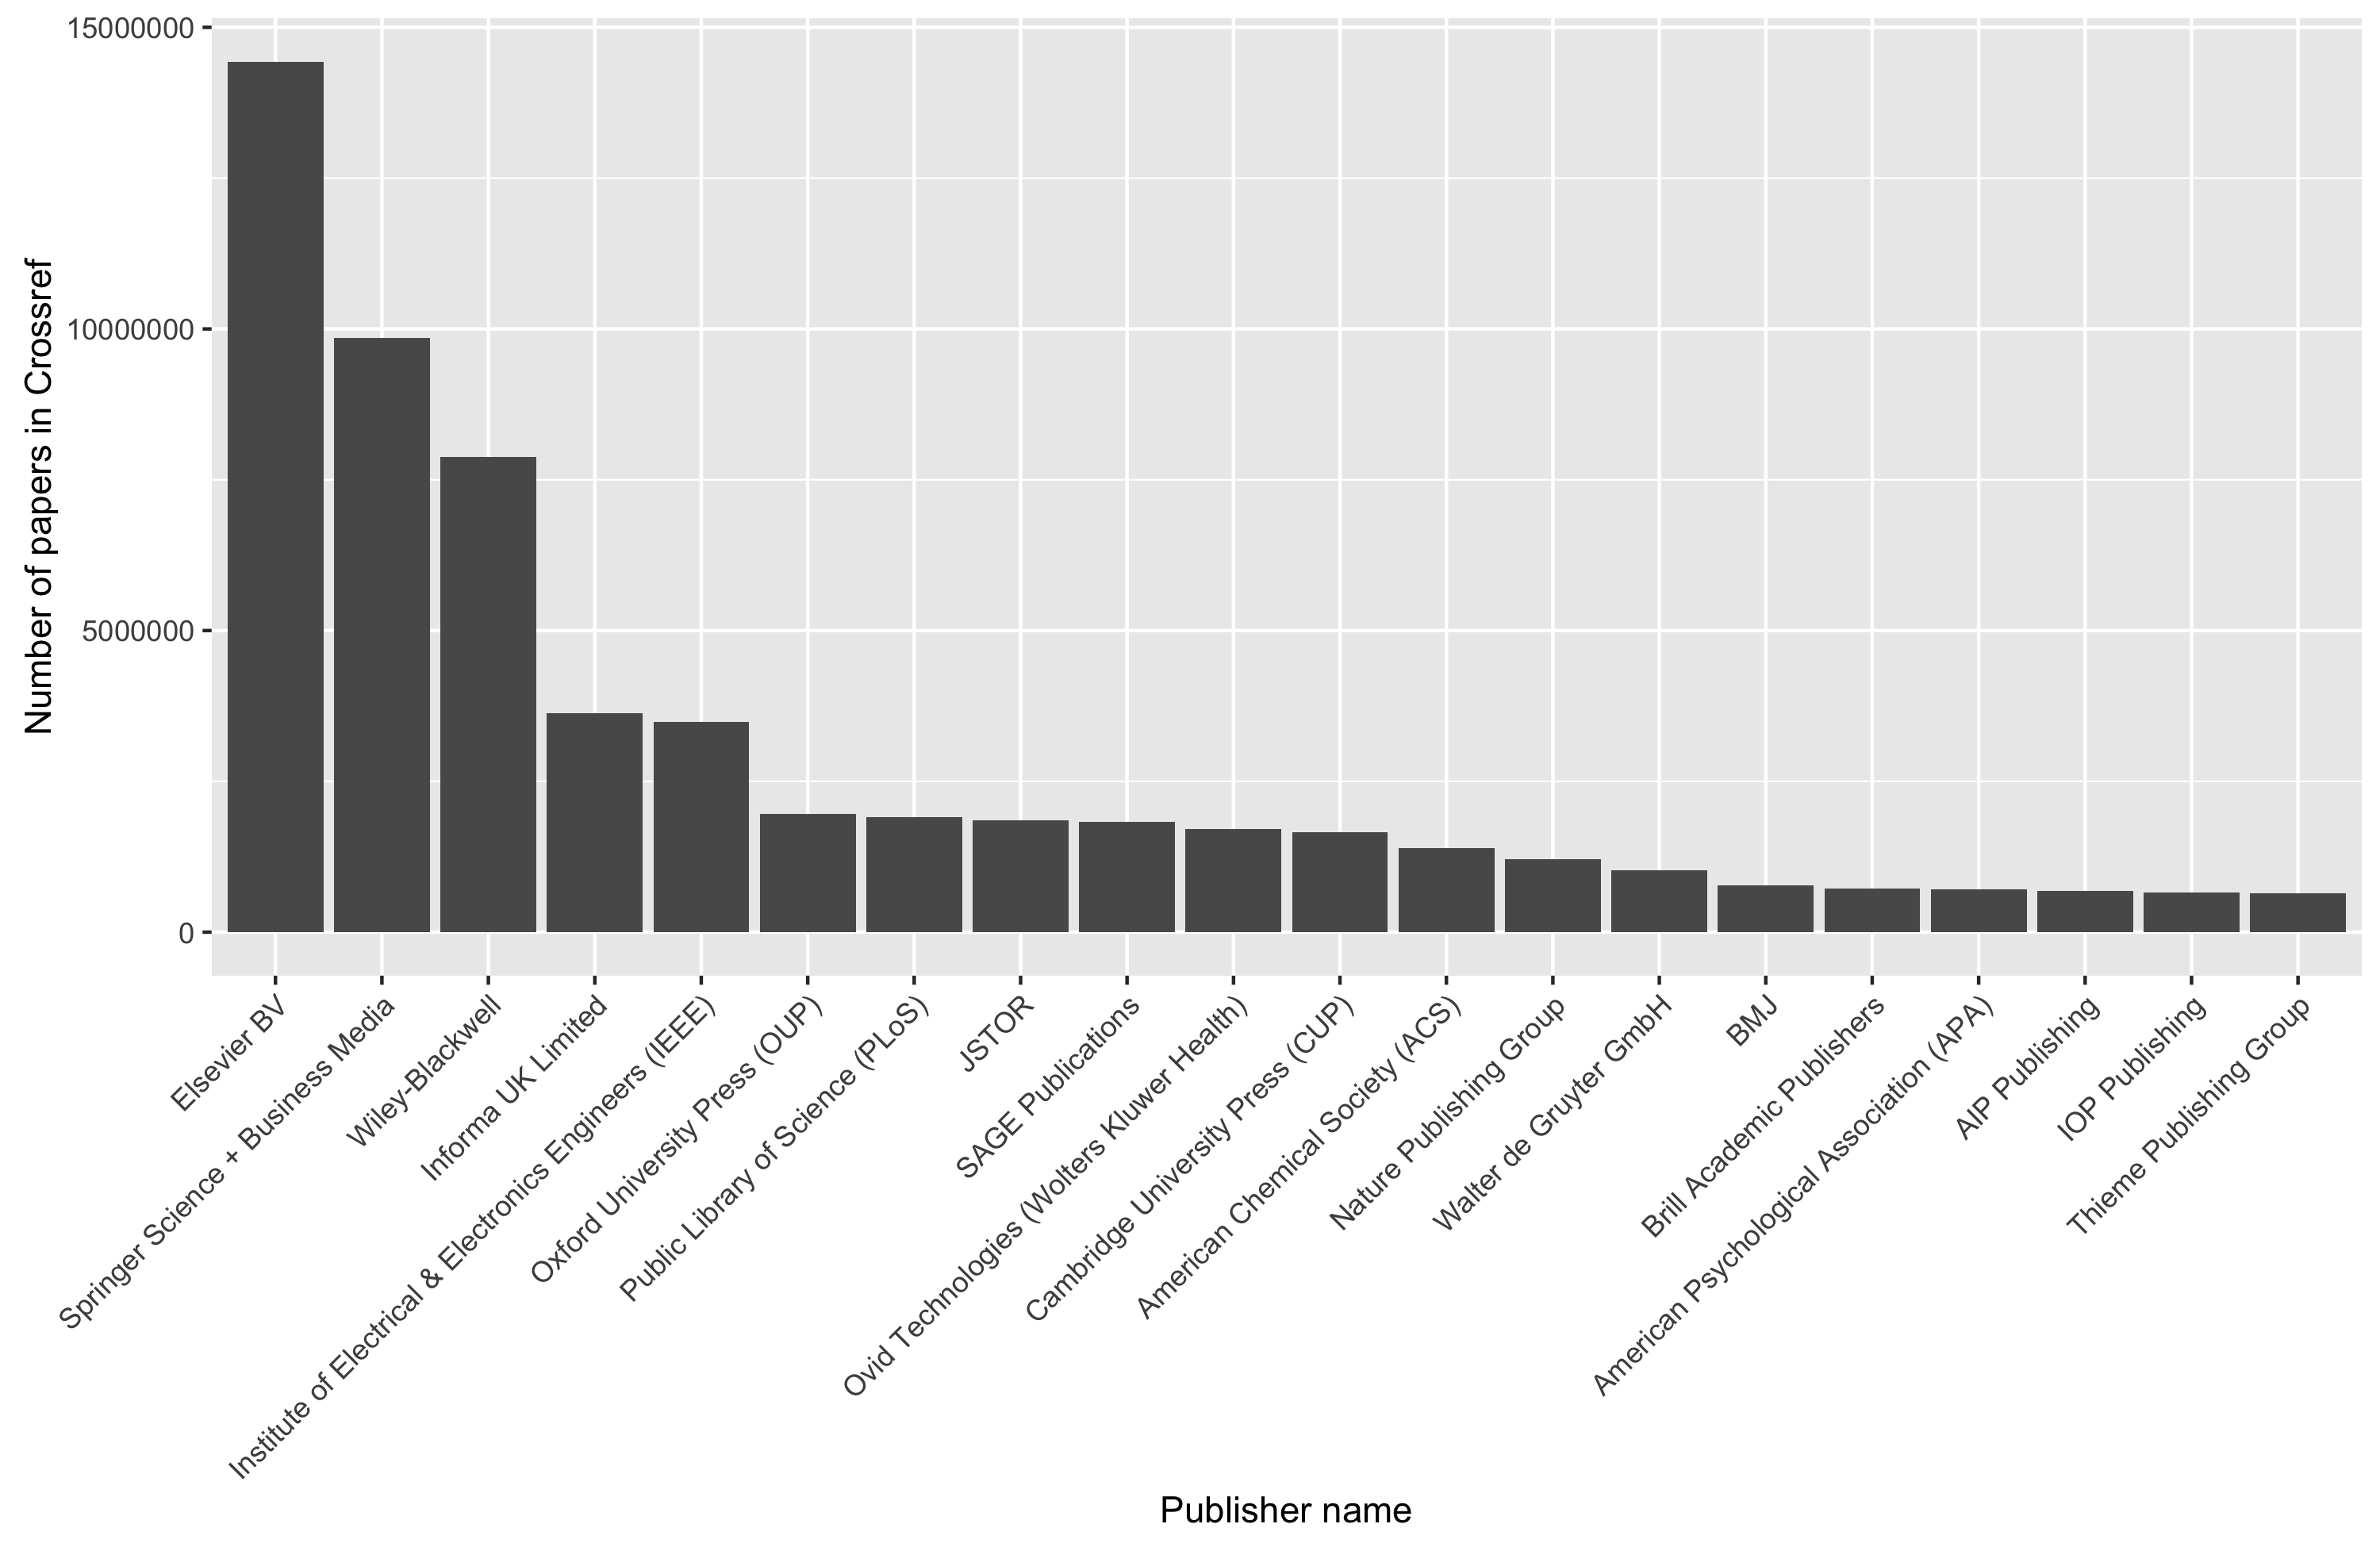 Number of papers in Crossref
15000000
10000000
5000000
0
Elsevier BV
Springer Science + Business Media
Wiley-Blackwell
Informa UK Limited
Institute of Electrical & Electronics Engineers (IEEE)
Oxford University Press (OUP)
Public Library of Science (PLoS)
JSTOR
SAGE Publications
Ovid Technologies (Wolters Kluwer Health)
Cambridge University Press (CUP)
American Chemical Society (ACS)
Nature Publishing Group
Walter de Gruyter GmbH
BMJ
Brill Academic Publishers
American Psychological Association (APA)
AIP Publishing
IOP Publishing
Thieme Publishing Group
Publisher name